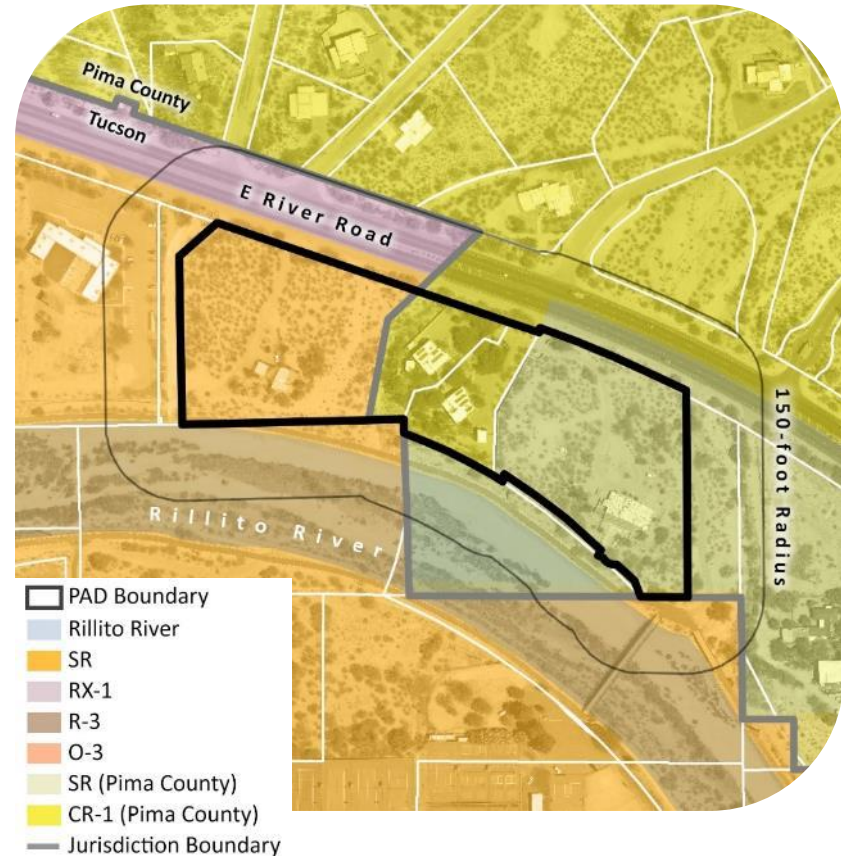 Pima County
Tucson
E River Road
150-foot Radius
Rillito River
PAD Boundary
Rillito River
SR
RX-1
R-3
O-3
SR (Pima County)
CR-1 (Pima County)
Jurisdiction Boundary